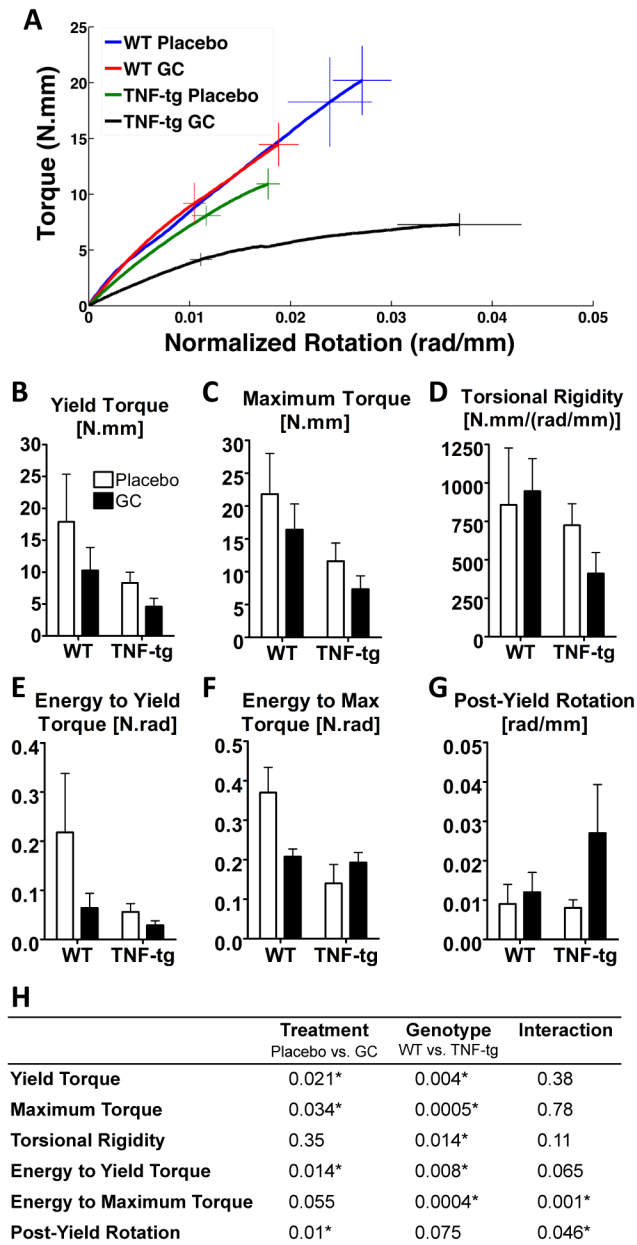 A
Torque (N.mm)
25
20
15
10
5
0
WT Placebo
WT GC
TNF-tg Placebo
TNF-tg GC
0 0.01 0.02 0.03 0.04 0.05
Normalized Rotation (rad/mm)
B
Yield Torque
[N.mm]
30
25
20
15
10
5
0
Placebo
GC
WT TNF-tg
C
Maximum Torque
[N.mm]
30
25
20
15
10
5
0
WT TNF-tg
D
Torsional Rigidity
[N.mm/(rad/mm)]
1250
1000
750
500
250
0
WT TNF-tg
E
Energy to Yield
Torque [N.rad]
0.4
0.3
0.2
0.1
0.0
WT TNF-tg
F
Energy to Max
Torque [N.rad]
0.5
0.4
0.3
0.2
0.1
0.0
WT TNF-tg
G
Post-Yield Rotation
[rad/mm]
0.05
0.04
0.03
0.02
0.01
0.00
WT TNF-tg
H
Treatment Genotype Interaction
Placebo vs. GC WT vs. TNF-tg
Yield Torque 0.021* 0.004* 0.38
Maximum Torque 0.034* 0.0005* 0.78
Torsional Rigidity 0.35 0.014* 0.11
Energy to Yield Torque 0.014* 0.008* 0.065
Energy to Maximum Torque 0.055 0.0004* 0.001*
Post-Yield Rotation 0.01* 0.075 0.046*